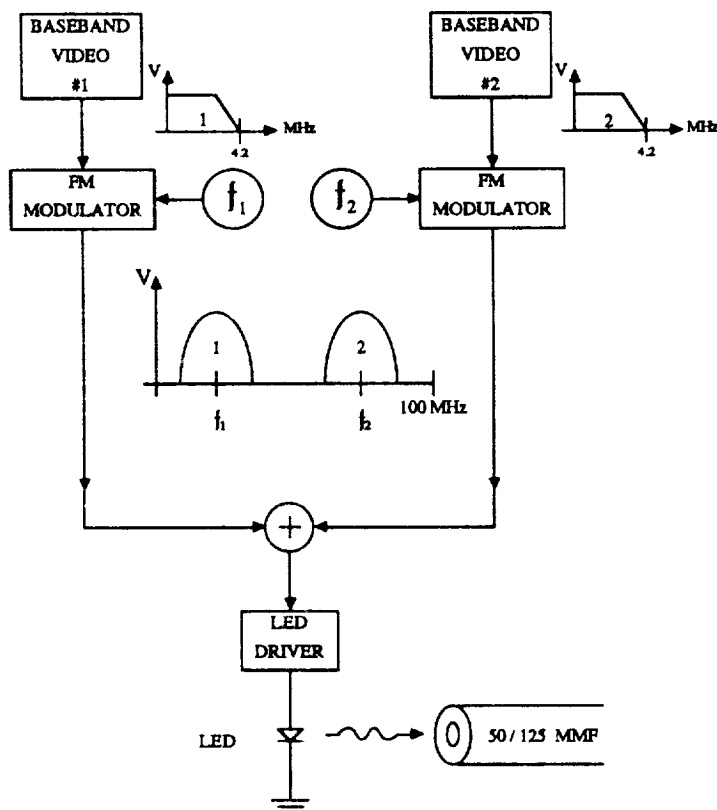 BASEBAND
VIDEO
#1
V
1
MHz
4.2
BASEBAND
VIDEO
#2
V
2
MHz
4.2
FM
MODULATOR
f1
f2
FM
MODULATOR
V
1
2
f1
f2
100 MHz
+
LED
DRIVER
LED
50 / 125 MMF